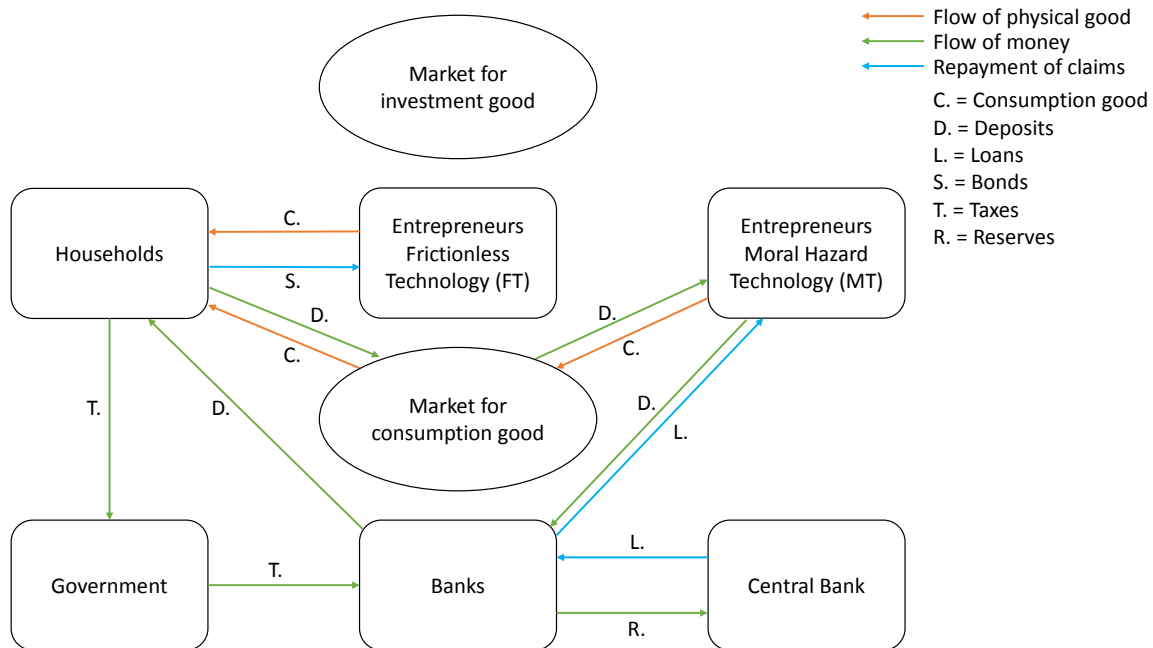 Flow of physical good
Flow of money
Repayment of claims
C. = Consumption good
D. = Deposits
L. = Loans
S. = Bonds
T. = Taxes
R. = Reserves
Market for
investment good
Households
C.
S.
Entrepreneurs
Frictionless
Technology (FT)
Entrepreneurs
Moral Hazard
Technology (MT)
D.
C.
D.
C.
T.
D.
Market for
consumption good
D.
L.
Government
T.
Banks
L.
R.
Central Bank